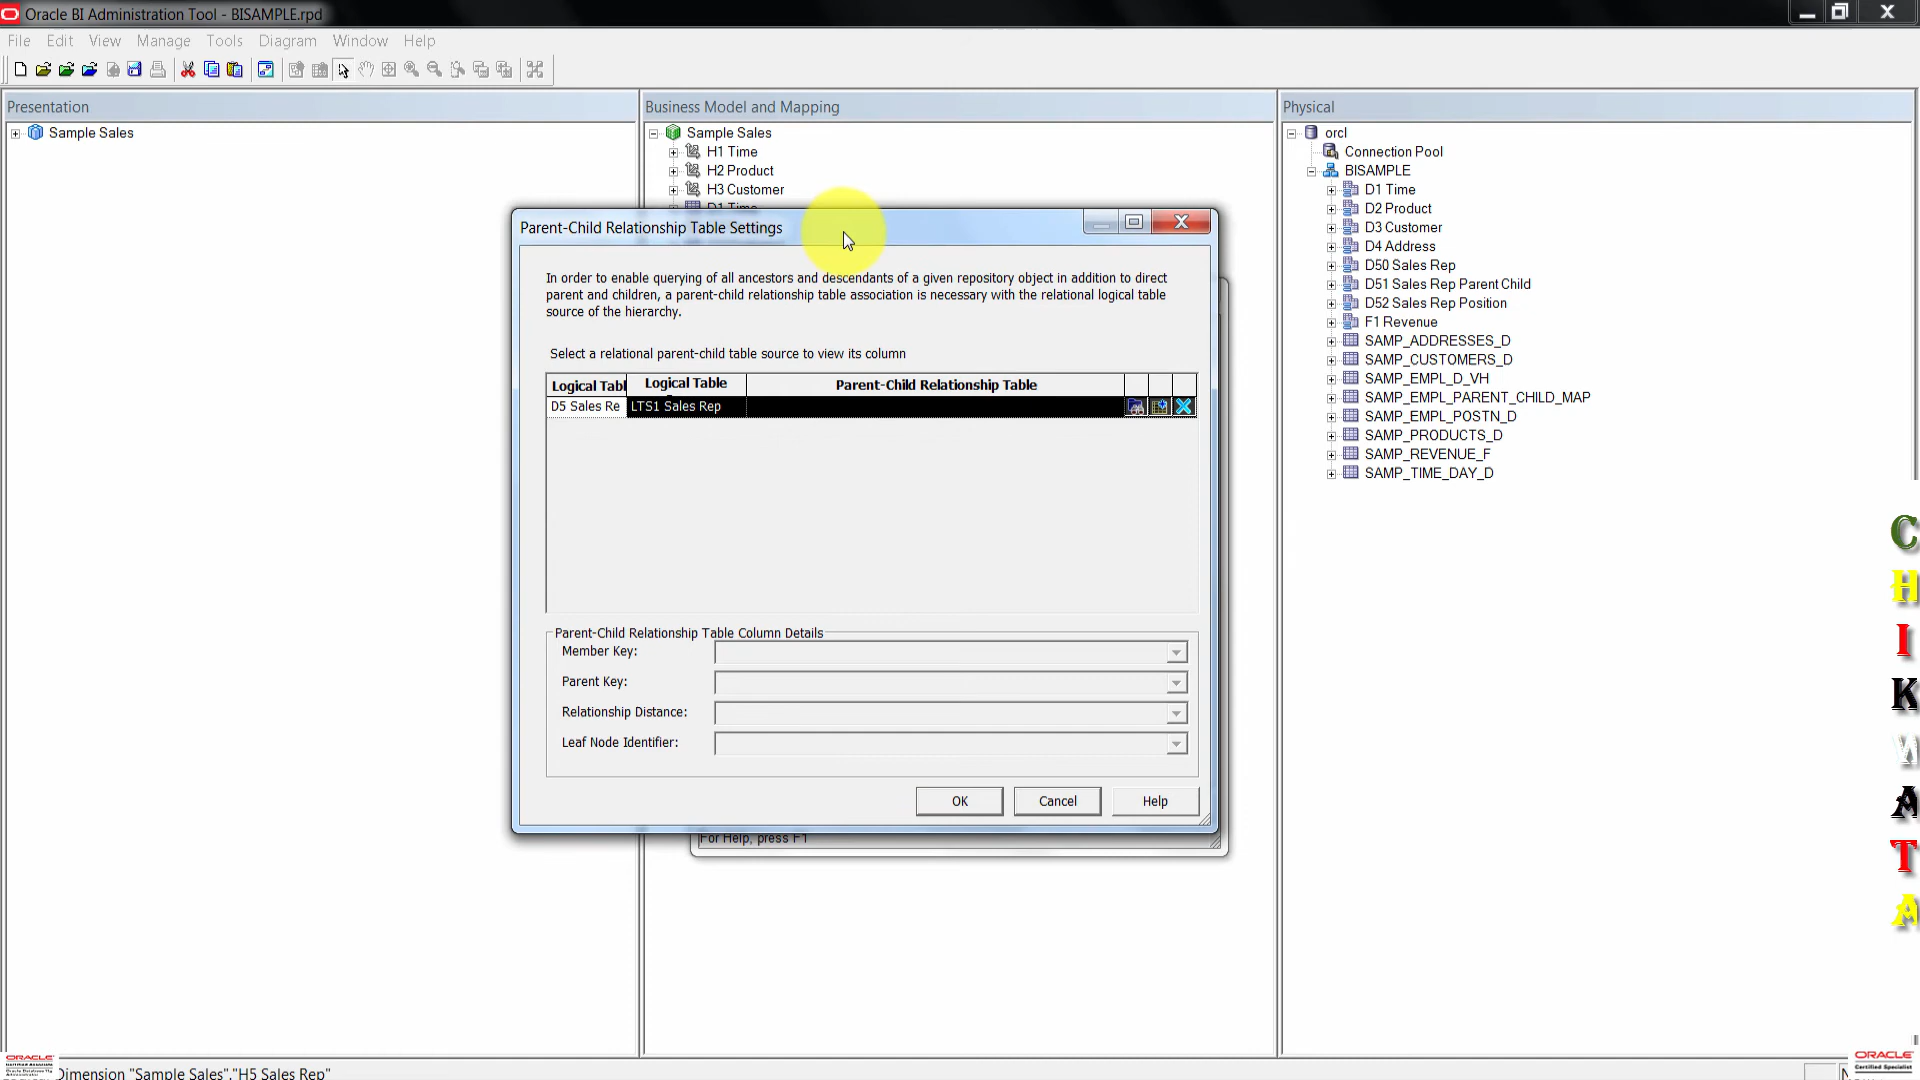 Oracle BI Administration Tool - BISAMPLE.rpd
File Edit View Manage Tools Diagram Window Help
Presentation
Sample Sales
Business Model and Mapping
Sample Sales
H1 Time
H2 Product
H3 Customer
D1 Time
Physical
orcl
Connection Pool
BISAMPLE
D1 Time
D2 Product
D3 Customer
D4 Address
D50 Sales Rep
D51 Sales Rep Parent Child
D52 Sales Rep Position
F1 Revenue
SAMP_ADDRESSES_D
SAMP_CUSTOMERS_D
SAMP_EMPL_D_VH
SAMP_EMPL_PARENT_CHILD_MAP
SAMP_EMPL_POSTN_D
SAMP_PRODUCTS_D
SAMP_REVENUE_F
SAMP_TIME_DAY_D
Parent-Child Relationship Table Settings
In order to enable querying of all ancestors and descendants of a given repository object in addition to direct
parent and children, a parent-child relationship table association is necessary with the relational logical table
source of the hierarchy.
Select a relational parent-child table source to view its column
Logical Tabl Logical Table Parent-Child Relationship Table
D5 Sales Re LTS1 Sales Rep
Parent-Child Relationship Table Column Details
Member Key:
Parent Key:
Relationship Distance:
Leaf Node Identifier:
OK Cancel Help
For Help, press F1
CHIKWATA
ORACLE
Dimension "Sample Sales"."H5 Sales Rep"
ORACLE
Certified Specialist